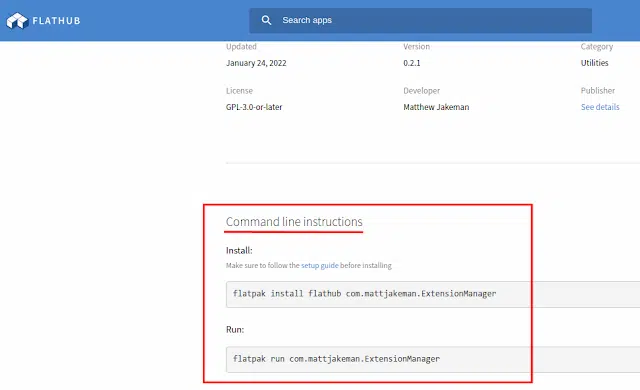 FLATHUB
Search apps
Updated Version Category
January 24, 2022 0.2.1 Utilities
License Developer Publisher
GPL-3.0-or-later Matthew Jakeman See details
Command line instructions
Install:
Make sure to follow the setup guide before installing
flatpak install flathub com.mattjakeman.ExtensionManager
Run:
flatpak run com.mattjakeman.ExtensionManager